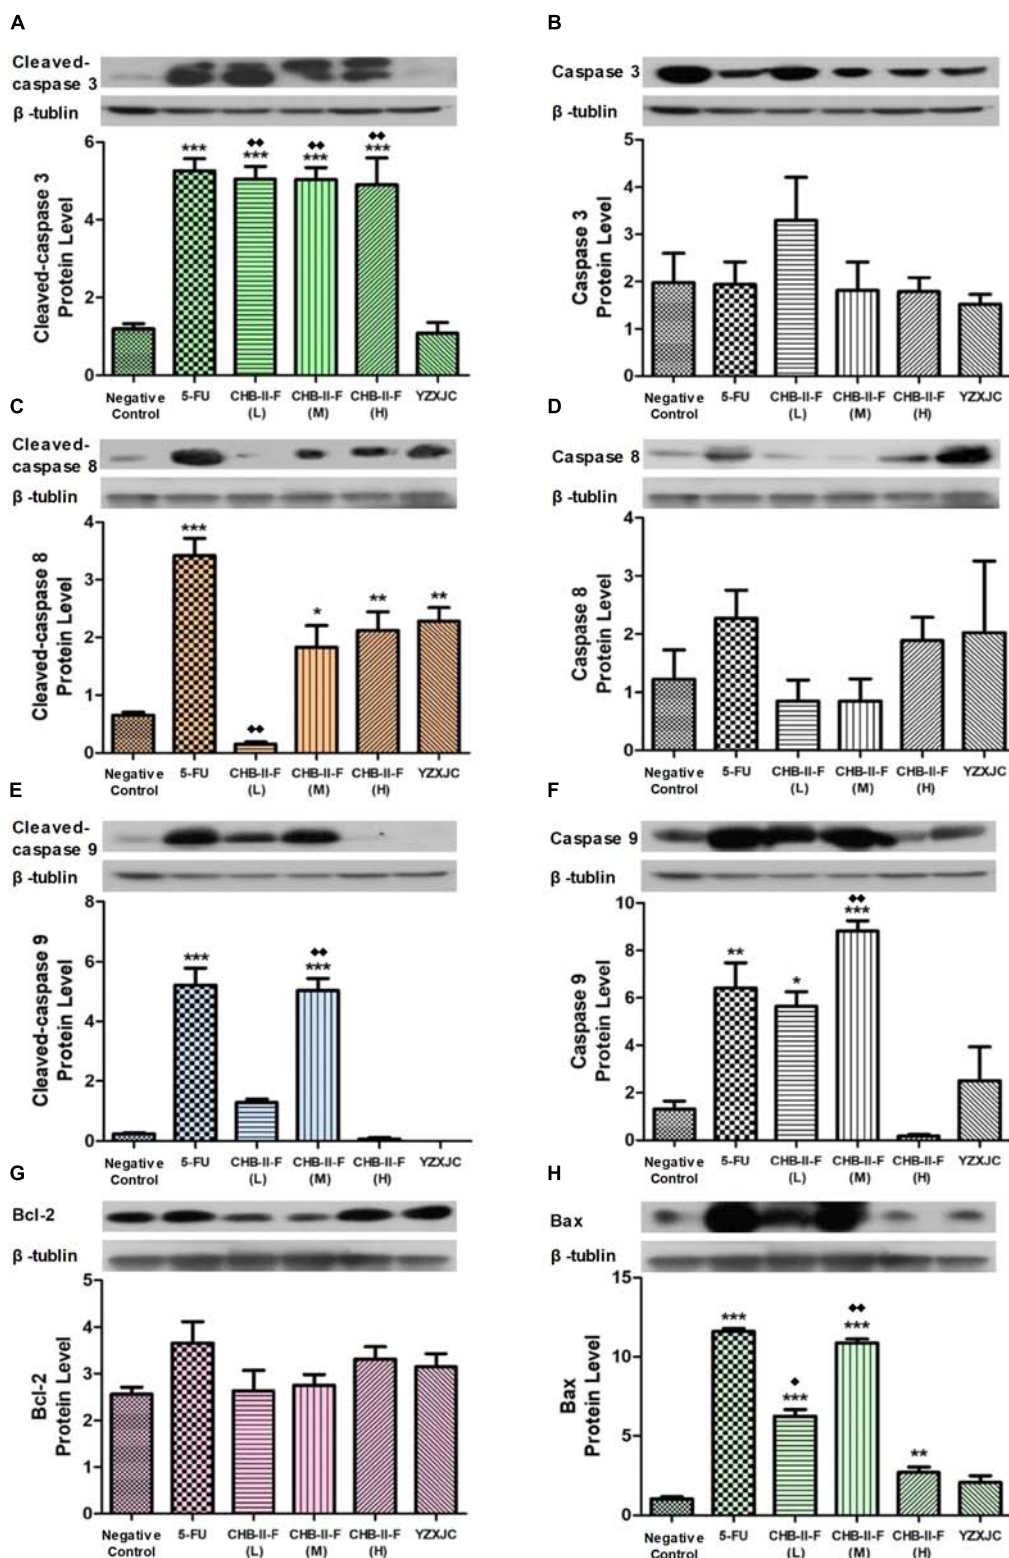 A
Cleaved-
caspase 3
β -tublin
Cleaved-caspase 3
Protein Level
6
4
2
0
***
◆◆
***
◆◆
***
◆◆
***
Negative
Control
5-FU
CHB-II-F
(L)
CHB-II-F
(M)
CHB-II-F
(H)
YZXJC
B
Caspase 3
β -tublin
Caspase 3
Protein Level
5
4
3
2
1
0
Negative
Control
5-FU
CHB-II-F
(L)
CHB-II-F
(M)
CHB-II-F
(H)
YZXJC
C
Cleaved-
caspase 8
β -tublin
Cleaved-caspase 8
Protein Level
4
3
2
1
0
***
◆◆
*
**
**
Negative
Control
5-FU
CHB-II-F
(L)
CHB-II-F
(M)
CHB-II-F
(H)
YZXJC
D
Caspase 8
β -tublin
Caspase 8
Protein Level
4
3
2
1
0
Negative
Control
5-FU
CHB-II-F
(L)
CHB-II-F
(M)
CHB-II-F
(H)
YZXJC
E
Cleaved-
caspase 9
β -tublin
Cleaved-caspase 9
Protein Level
8
6
4
2
0
***
◆◆
***
Negative
Control
5-FU
CHB-II-F
(L)
CHB-II-F
(M)
CHB-II-F
(H)
YZXJC
F
Caspase 9
β -tublin
Caspase 9
Protein Level
10
8
6
4
2
0
**
*
◆◆
***
Negative
Control
5-FU
CHB-II-F
(L)
CHB-II-F
(M)
CHB-II-F
(H)
YZXJC
G
Bcl-2
β -tublin
Bcl-2
Protein Level
5
4
3
2
1
0
Negative
Control
5-FU
CHB-II-F
(L)
CHB-II-F
(M)
CHB-II-F
(H)
YZXJC
H
Bax
β -tublin
Bax
Protein Level
15
10
5
0
***
◆
***
◆◆
***
**
Negative
Control
5-FU
CHB-II-F
(L)
CHB-II-F
(M)
CHB-II-F
(H)
YZXJC